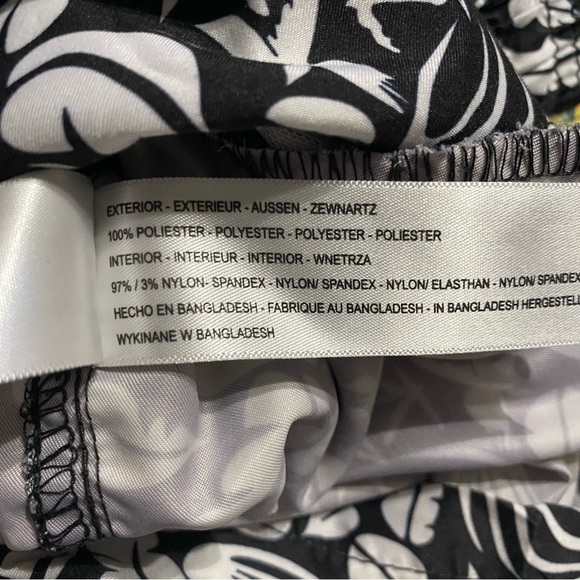 EXTERIOR - EXTERIEUR - AUSSEN - ZEWNARTZ
100% POLIESTER - POLYESTER - POLYESTER - POLIESTER
INTERIOR - INTERIEUR - INTERIOR - WNETRZA
97% / 3% NYLON- SPANDEX - NYLON/ SPANDEX - NYLON/ ELASTHAN - NYLON/ SPANDEX
HECHO EN BANGLADESH - FABRIQUE AU BANGLADESH - IN BANGLADESH HERGESTELL
WYKINANE W BANGLADESH